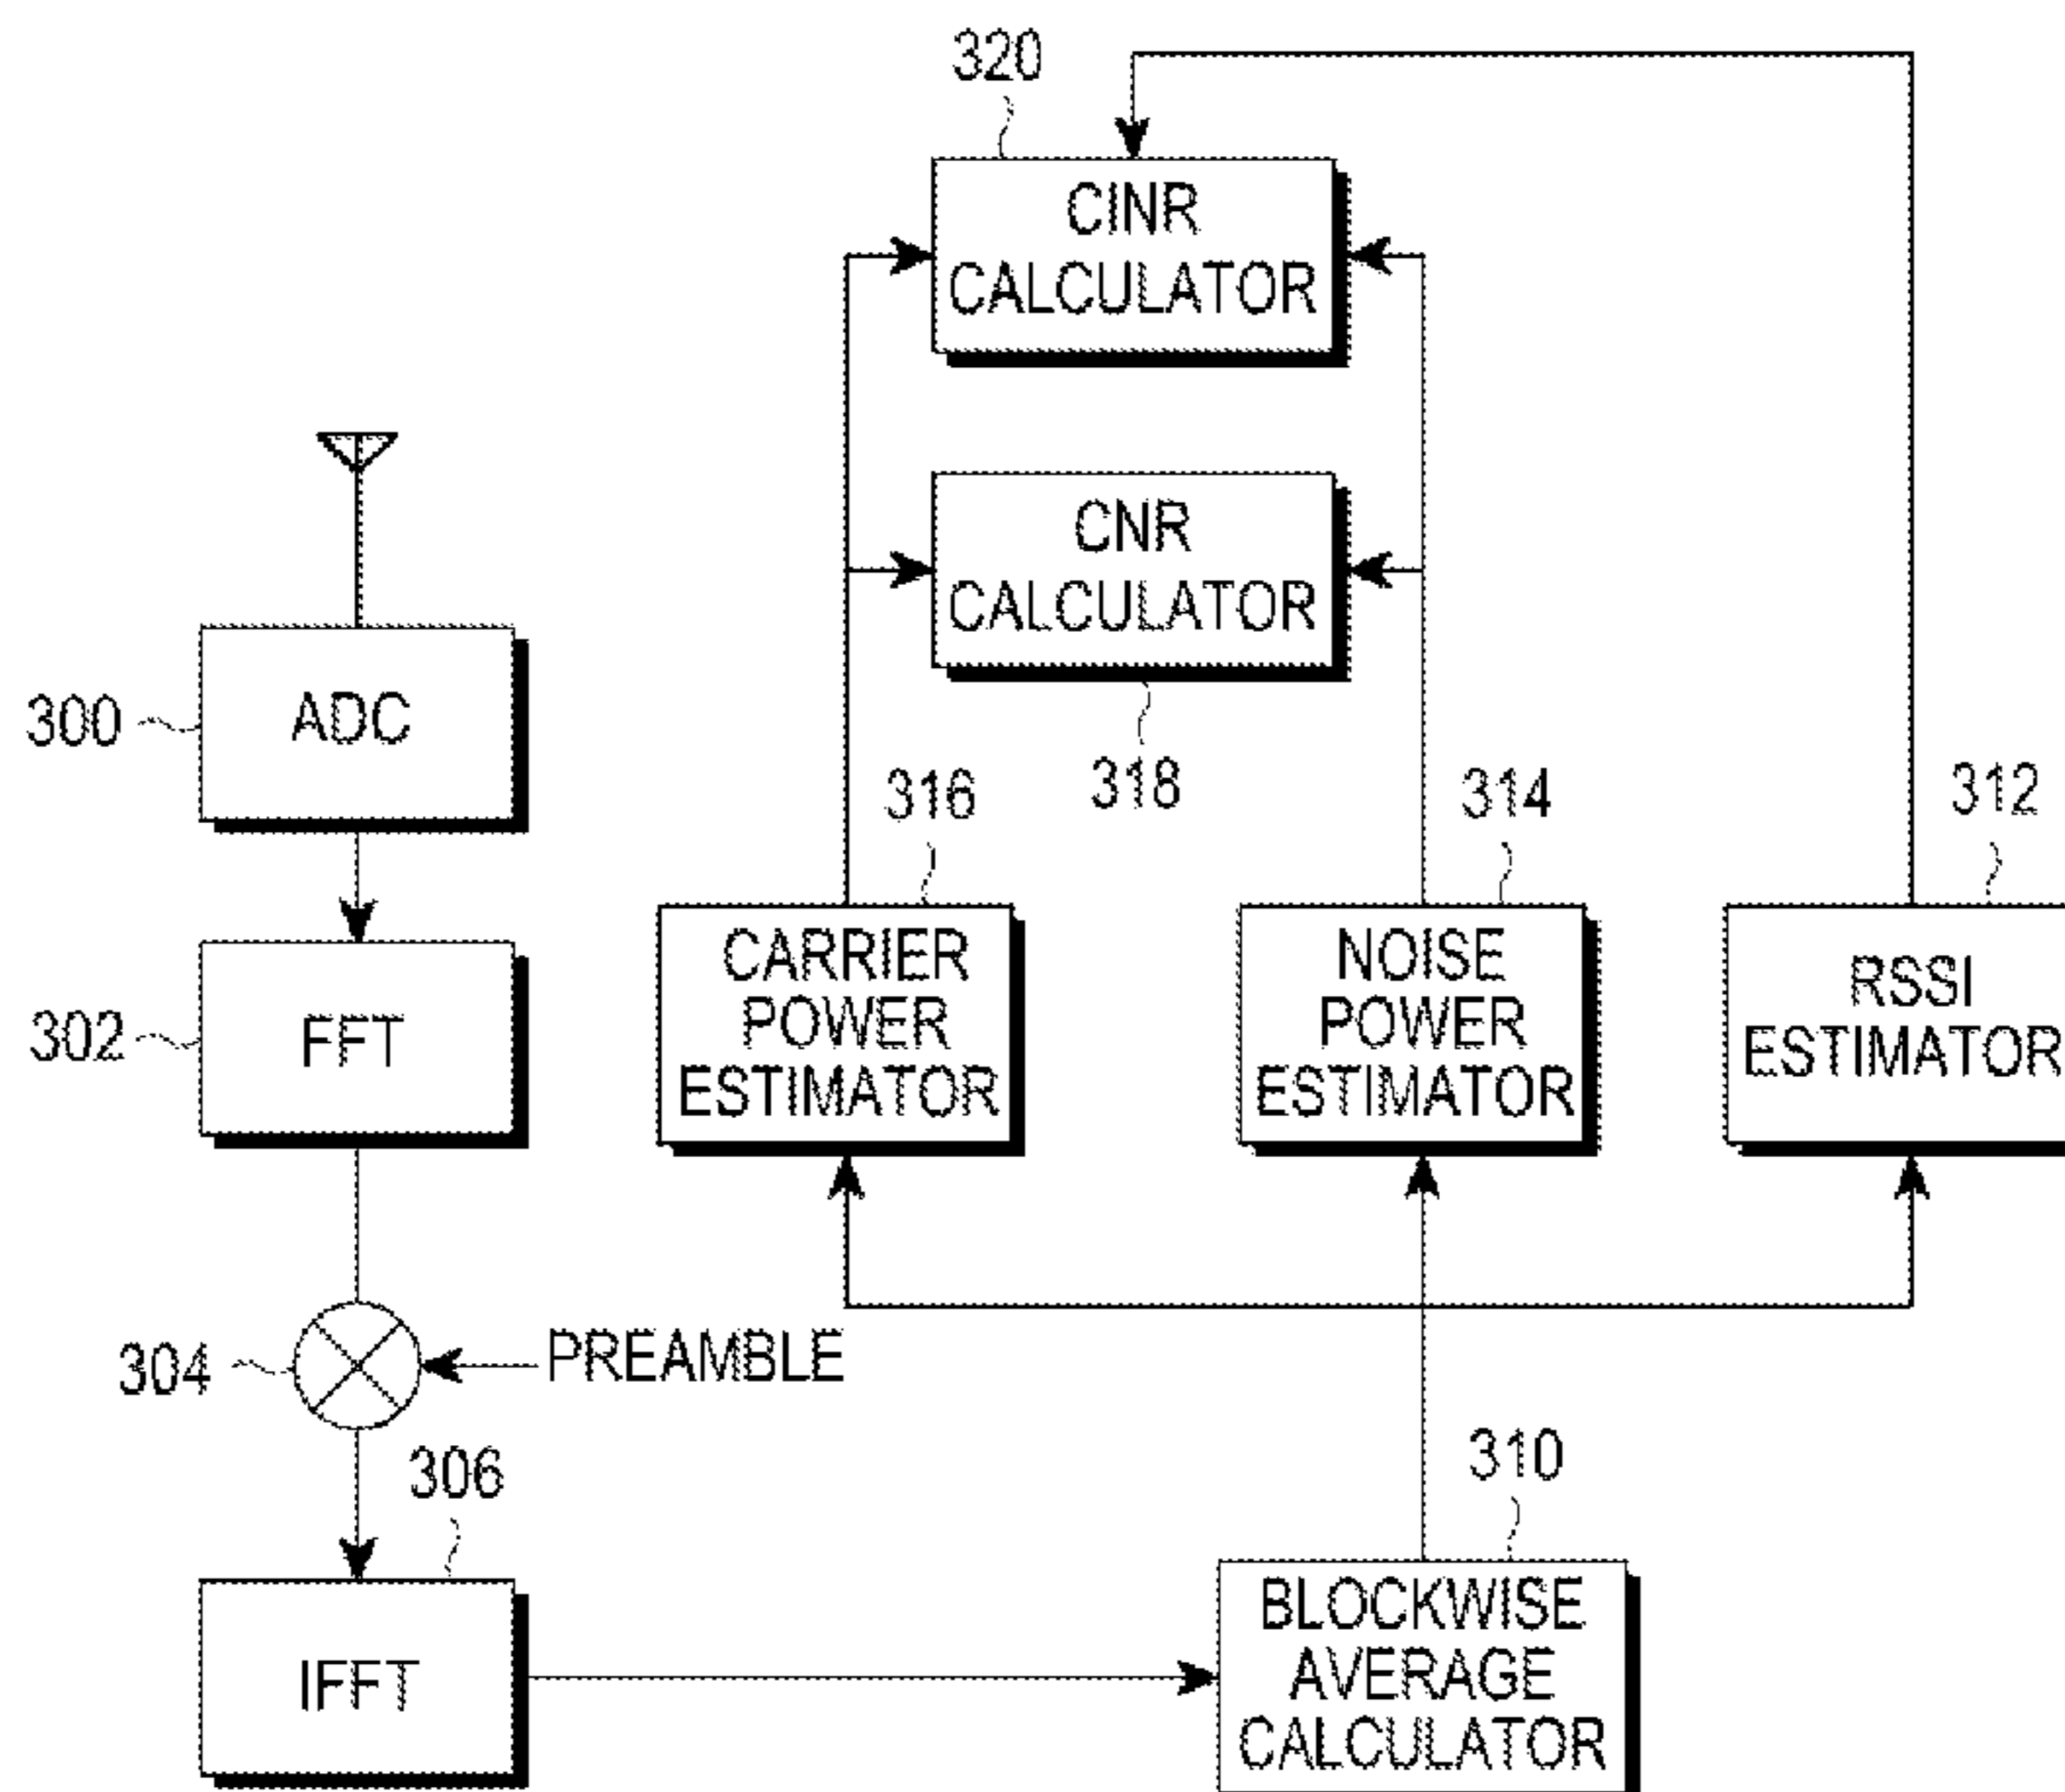 320
CINR
CALCULATOR
CNR
CALCULATOR
300
ADC
318
316
314
312
302
FFT
CARRIER
POWER
ESTIMATOR
NOISE
POWER
ESTIMATOR
RSSI
ESTIMATOR
304
PREAMBLE
306
310
IFFT
BLOCKWISE
AVERAGE
CALCULATOR